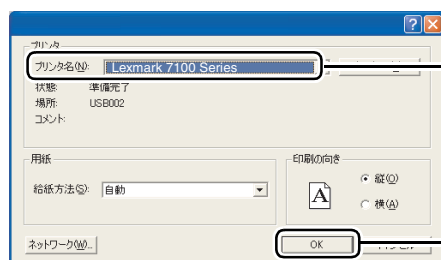 プリンタ
プリンタ名(N): Lexmark 7100 Series
状態: 準備完了
場所: USB002
コメント:
用紙
給紙方法(S): 自動
印刷の向き
A
縦(O)
横(A)
ネットワーク(W)...
OK